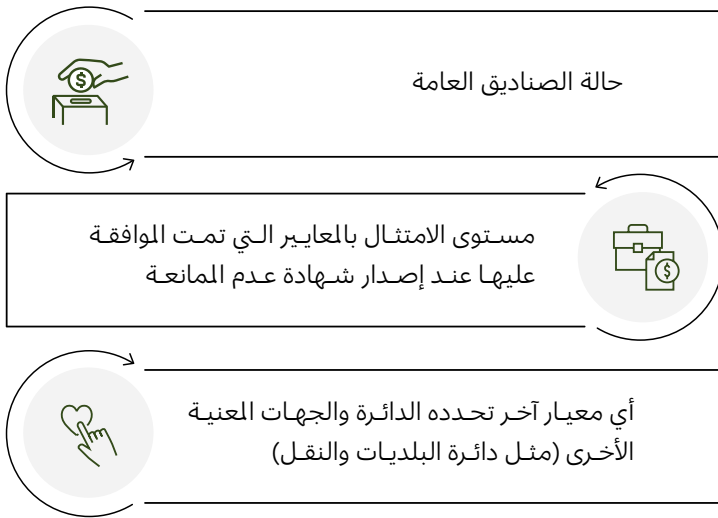 حالة الصناديق العامة
مستوى الامتثال بالمعايير التي تمت الموافقة
عليها عند إصدار شهادة عدم الممانعة
أي معيار آخر تحدده الدائرة والجهات المعنية
الأخرى (مثل دائرة البلديات والنقل)